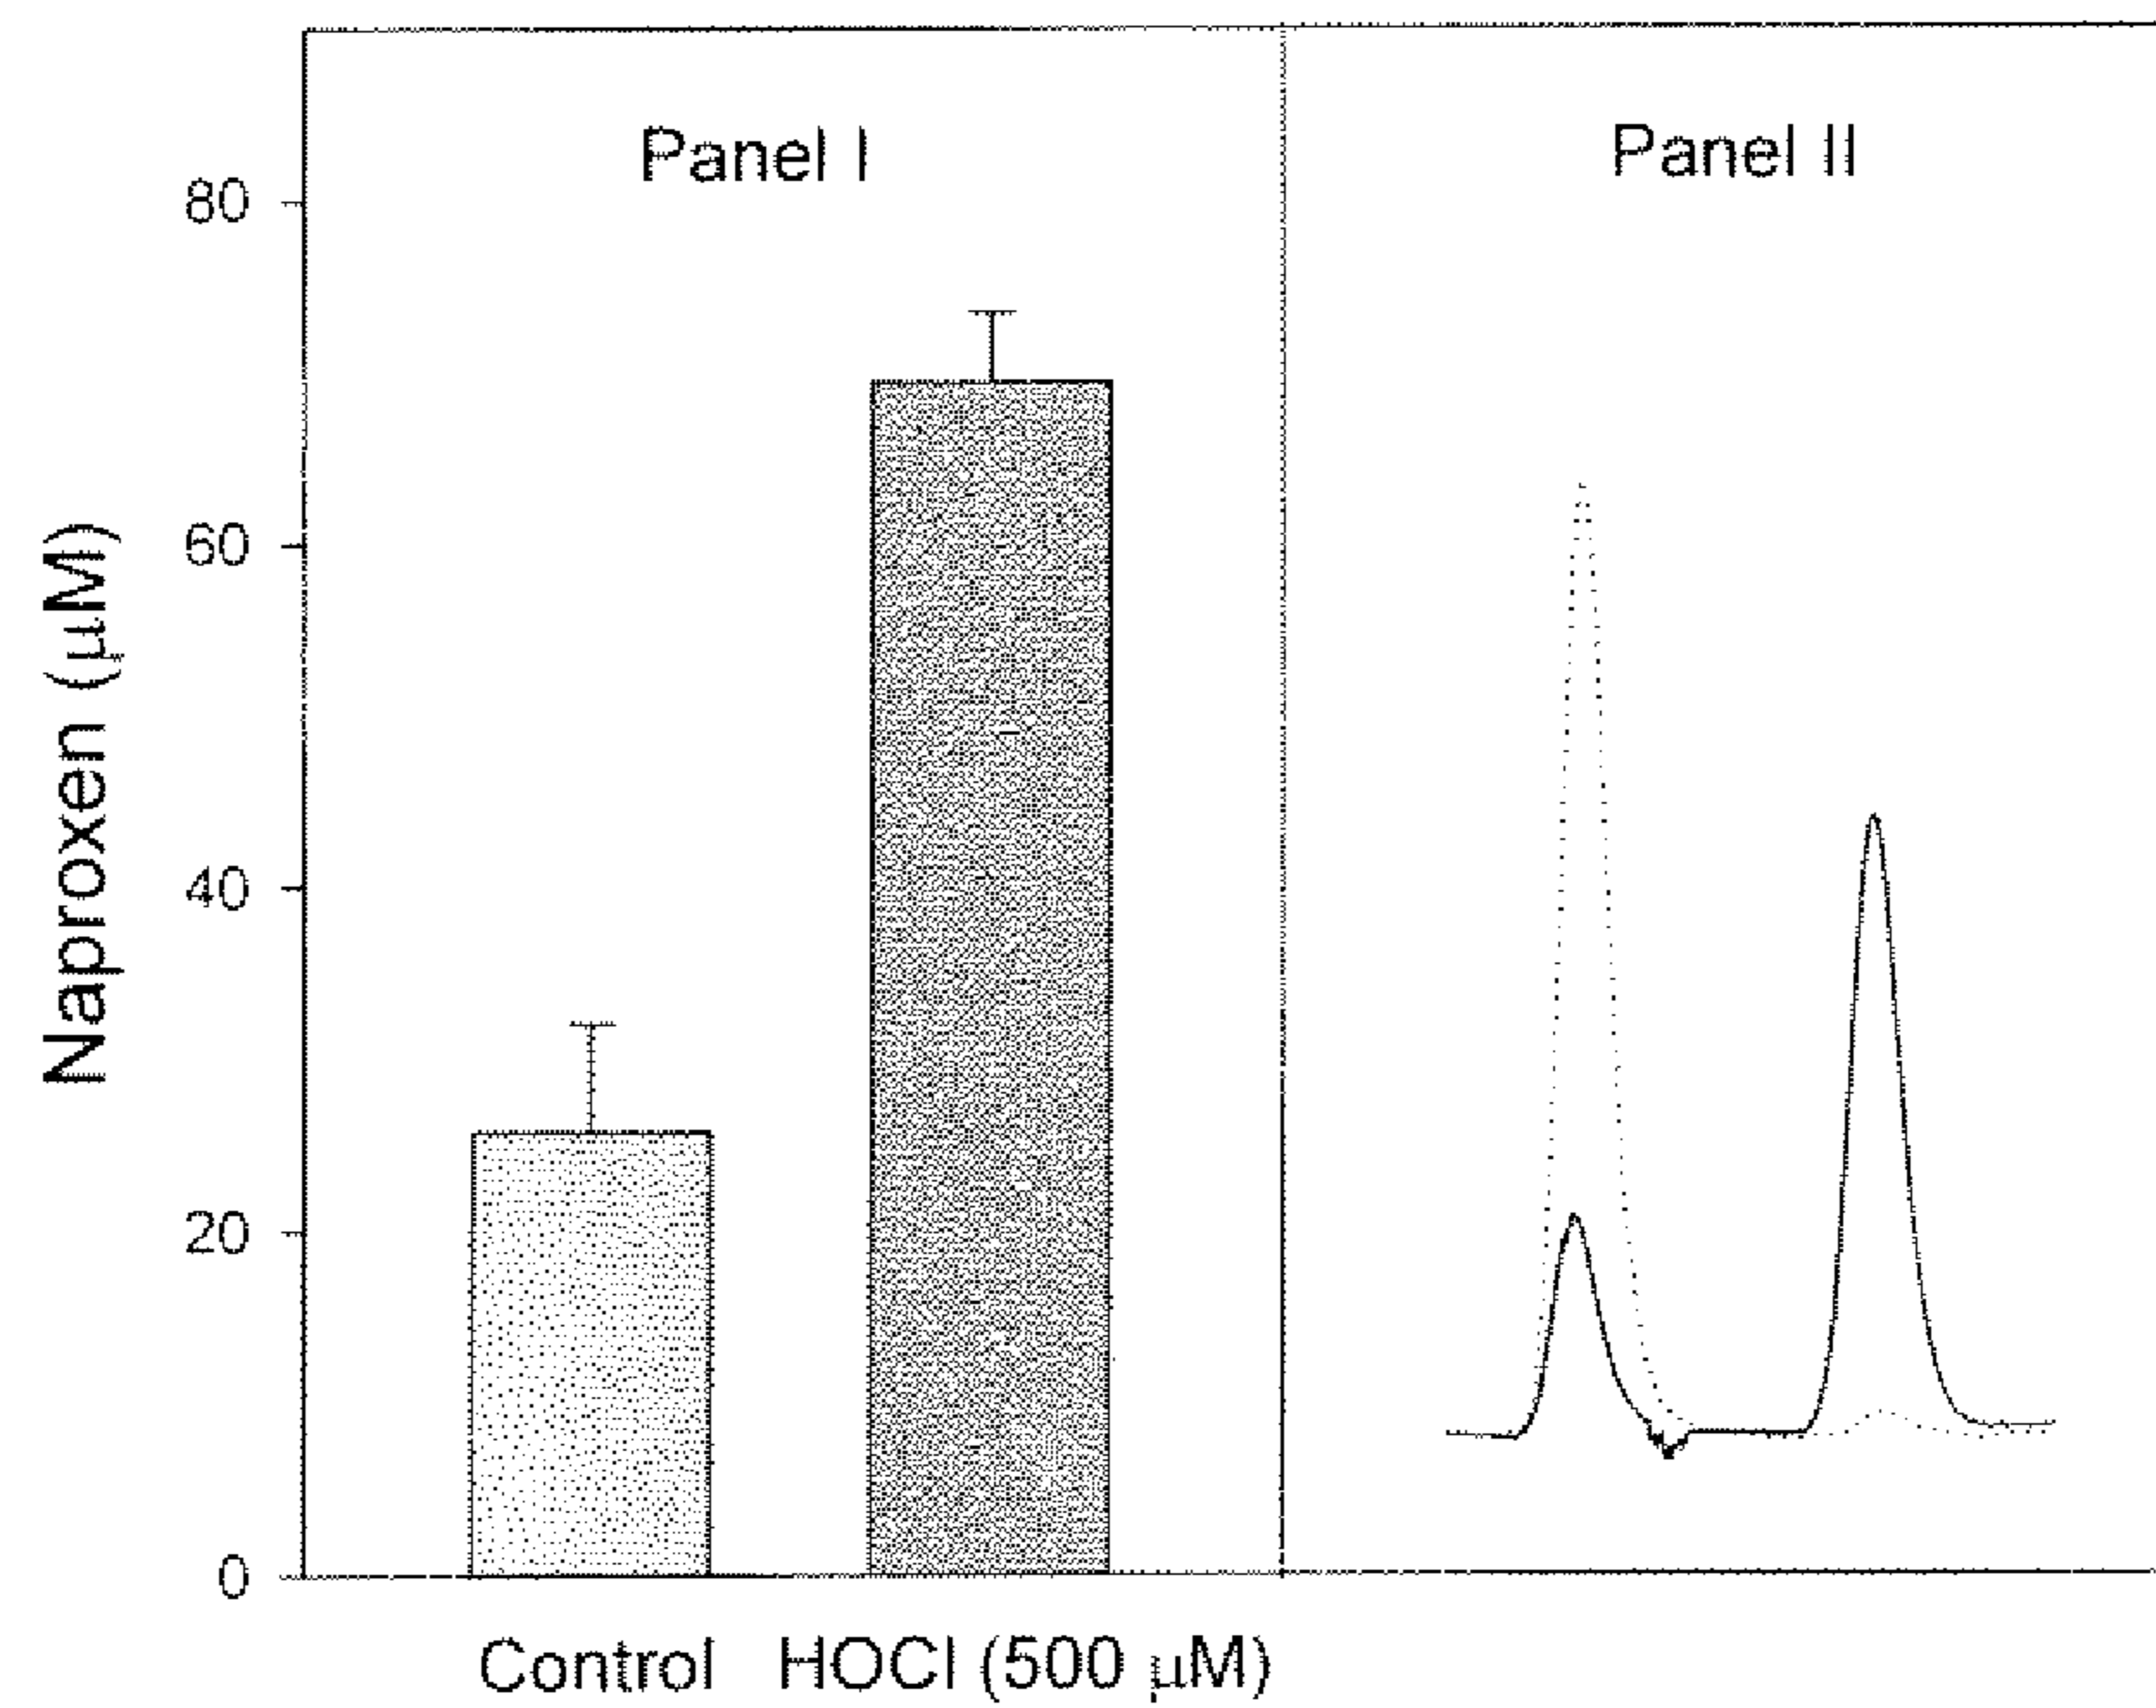 Panel I
Panel II
80
60
40
20
0
Naproxen (µM)
Control HOCl (500 µM)